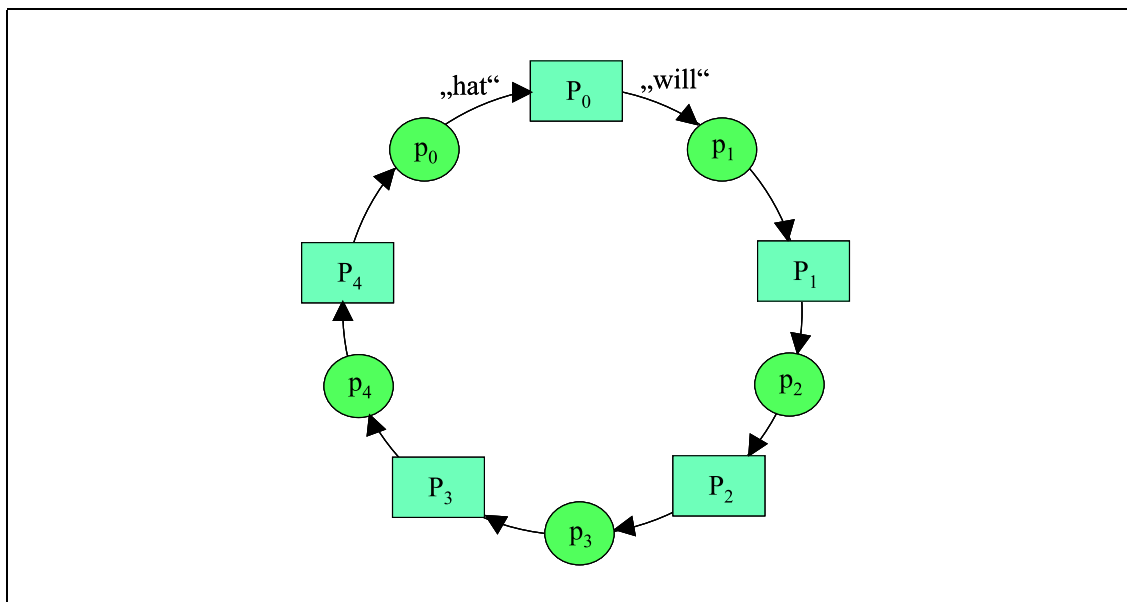 „hat“ P₀ „will“
p₀ p₁
P₄ P₁
p₄ p₂
P₃ P₂
p₃